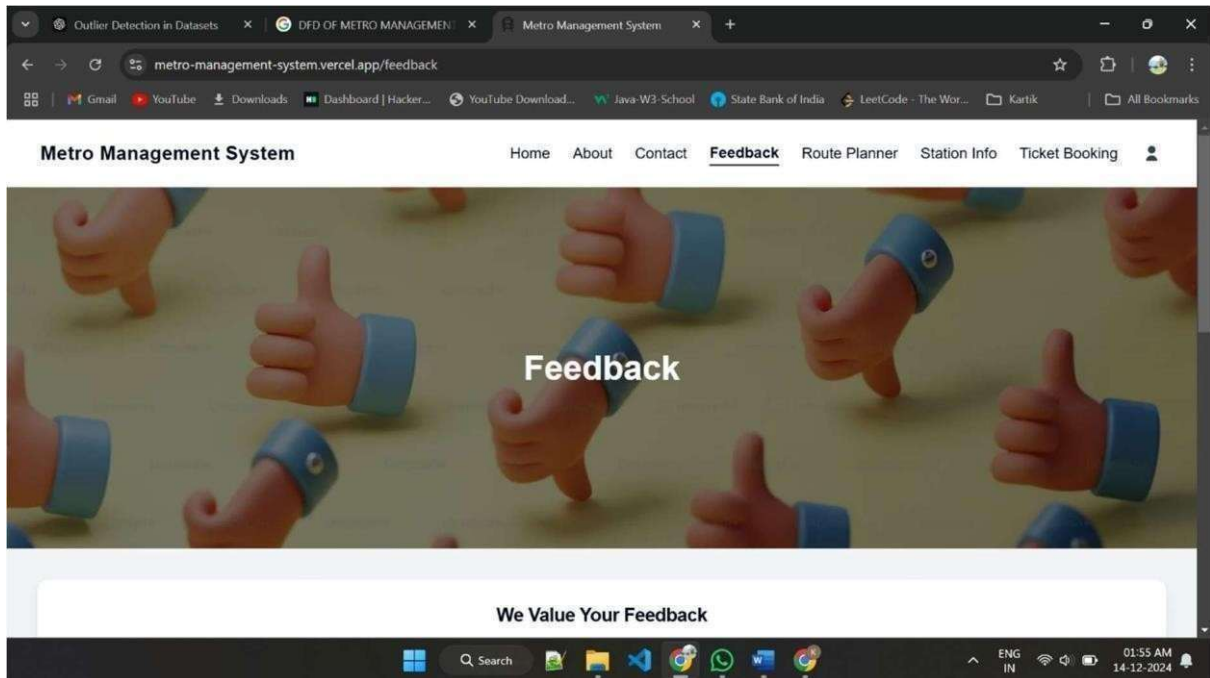 Outlier Detection in Datasets
DFD OF METRO MANAGEMENT
Metro Management System
metro-management-system.vercel.app/feedback
Gmail YouTube Downloads Dashboard | Hacker... YouTube Download... Java-W3-School State Bank of India LeetCode - The Wor... Kartik All Bookmarks
Metro Management System Home About Contact Feedback Route Planner Station Info Ticket Booking
Feedback
We Value Your Feedback
Search
ENG
IN
01:55 AM
14-12-2024